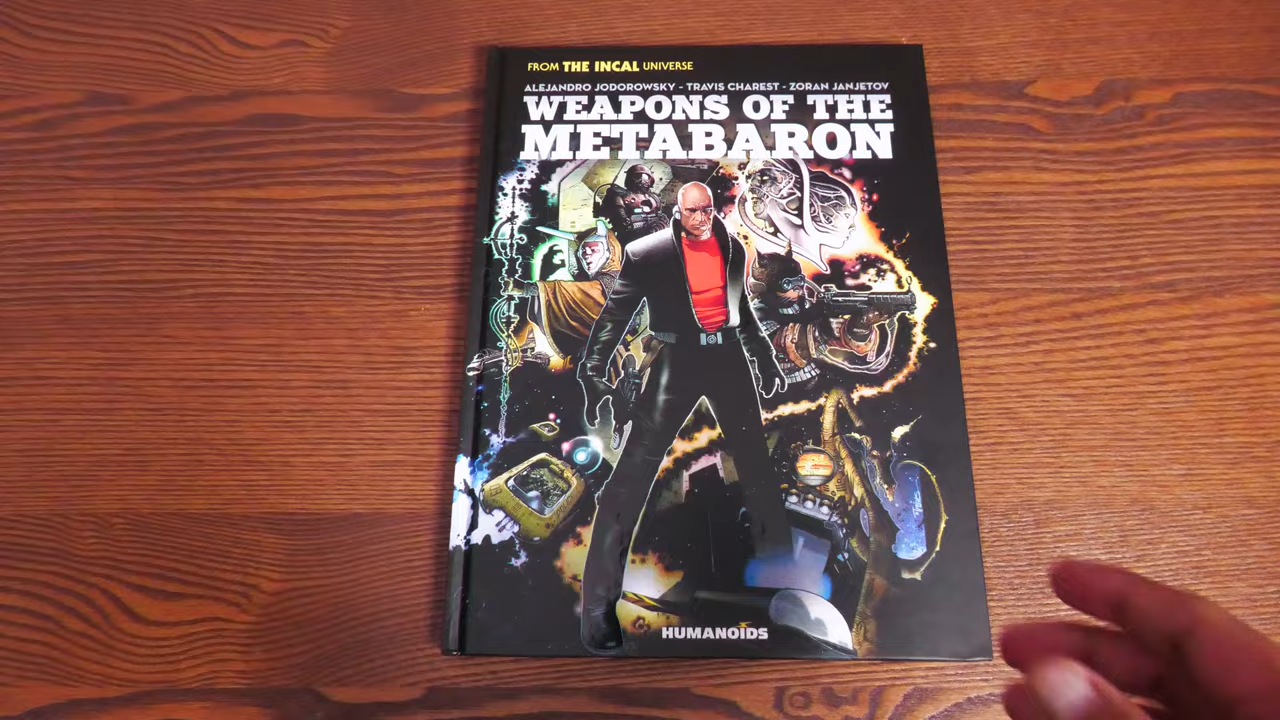 FROM THE INCAL UNIVERSE
ALEJANDRO JODOROWSKY - TRAVIS CHAREST - ZORAN JANJETOV
WEAPONS OF THE
METABARON
HUMANOIDS